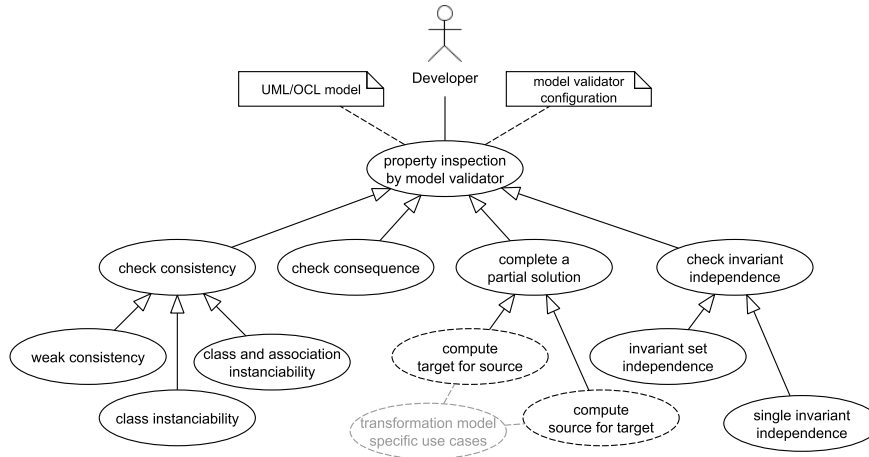 Developer
UML/OCL model
model validator
configuration
property inspection
by model validator
check consistency
check consequence
complete a
partial solution
check invariant
independence
weak consistency
class and association
instanciability
compute
target for source
invariant set
independence
class instanciability
transformation model
specific use cases
compute
source for target
single invariant
independence